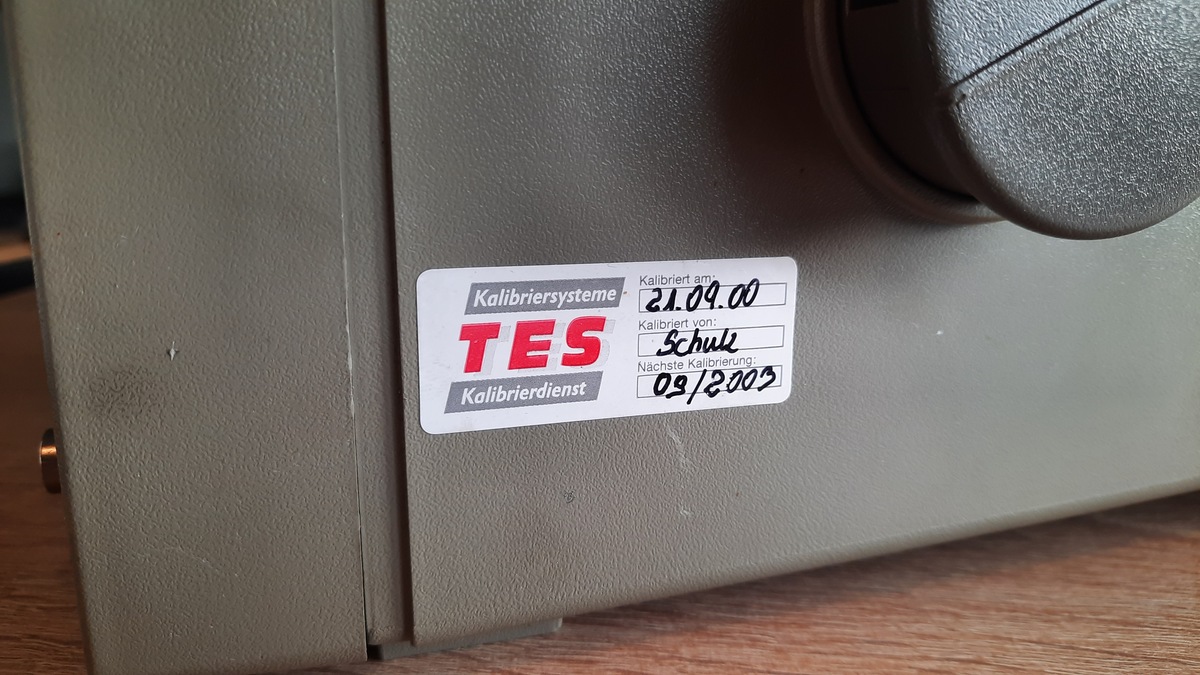 Kalibriersysteme
TES
Kalibrierdienst
Kalibriert am:
21.09.00
Kalibriert von:
Schulz
Nächste Kalibrierung:
09/2003